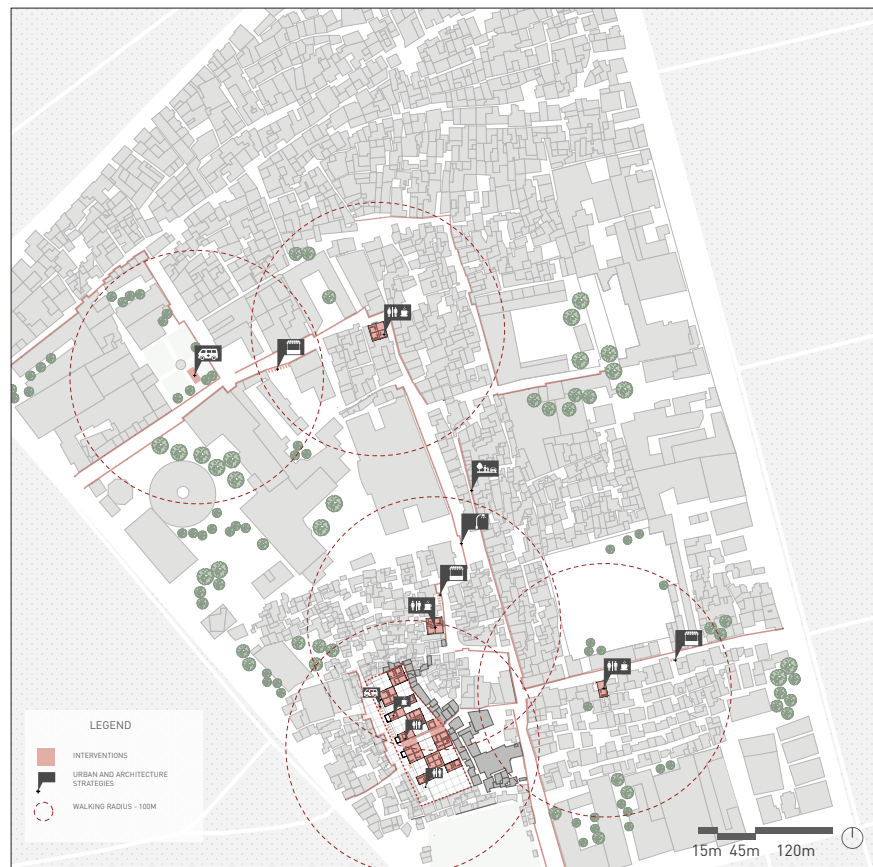 LEGEND
INTERVENTIONS
URBAN AND ARCHITECTURE
STRATEGIES
WALKING RADIUS - 100M
15m 45m 120m